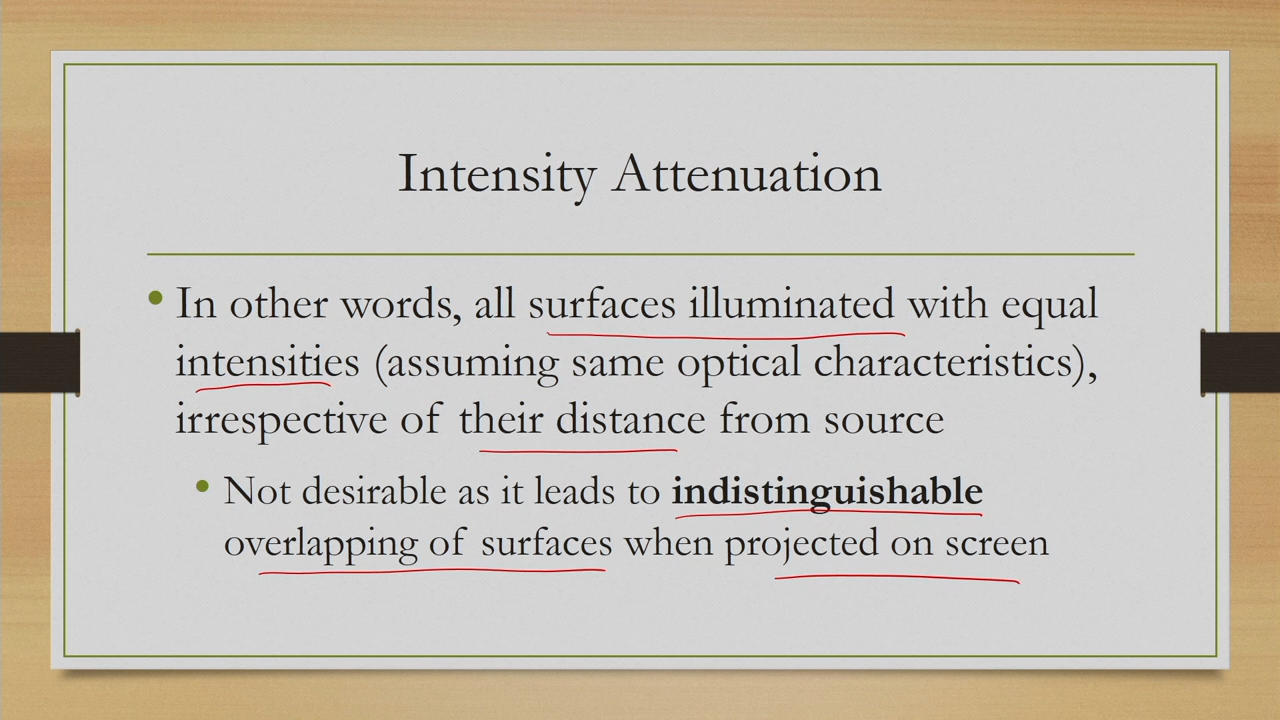 Intensity Attenuation
• In other words, all surfaces illuminated with equal
intensities (assuming same optical characteristics),
irrespective of their distance from source
• Not desirable as it leads to indistinguishable
overlapping of surfaces when projected on screen